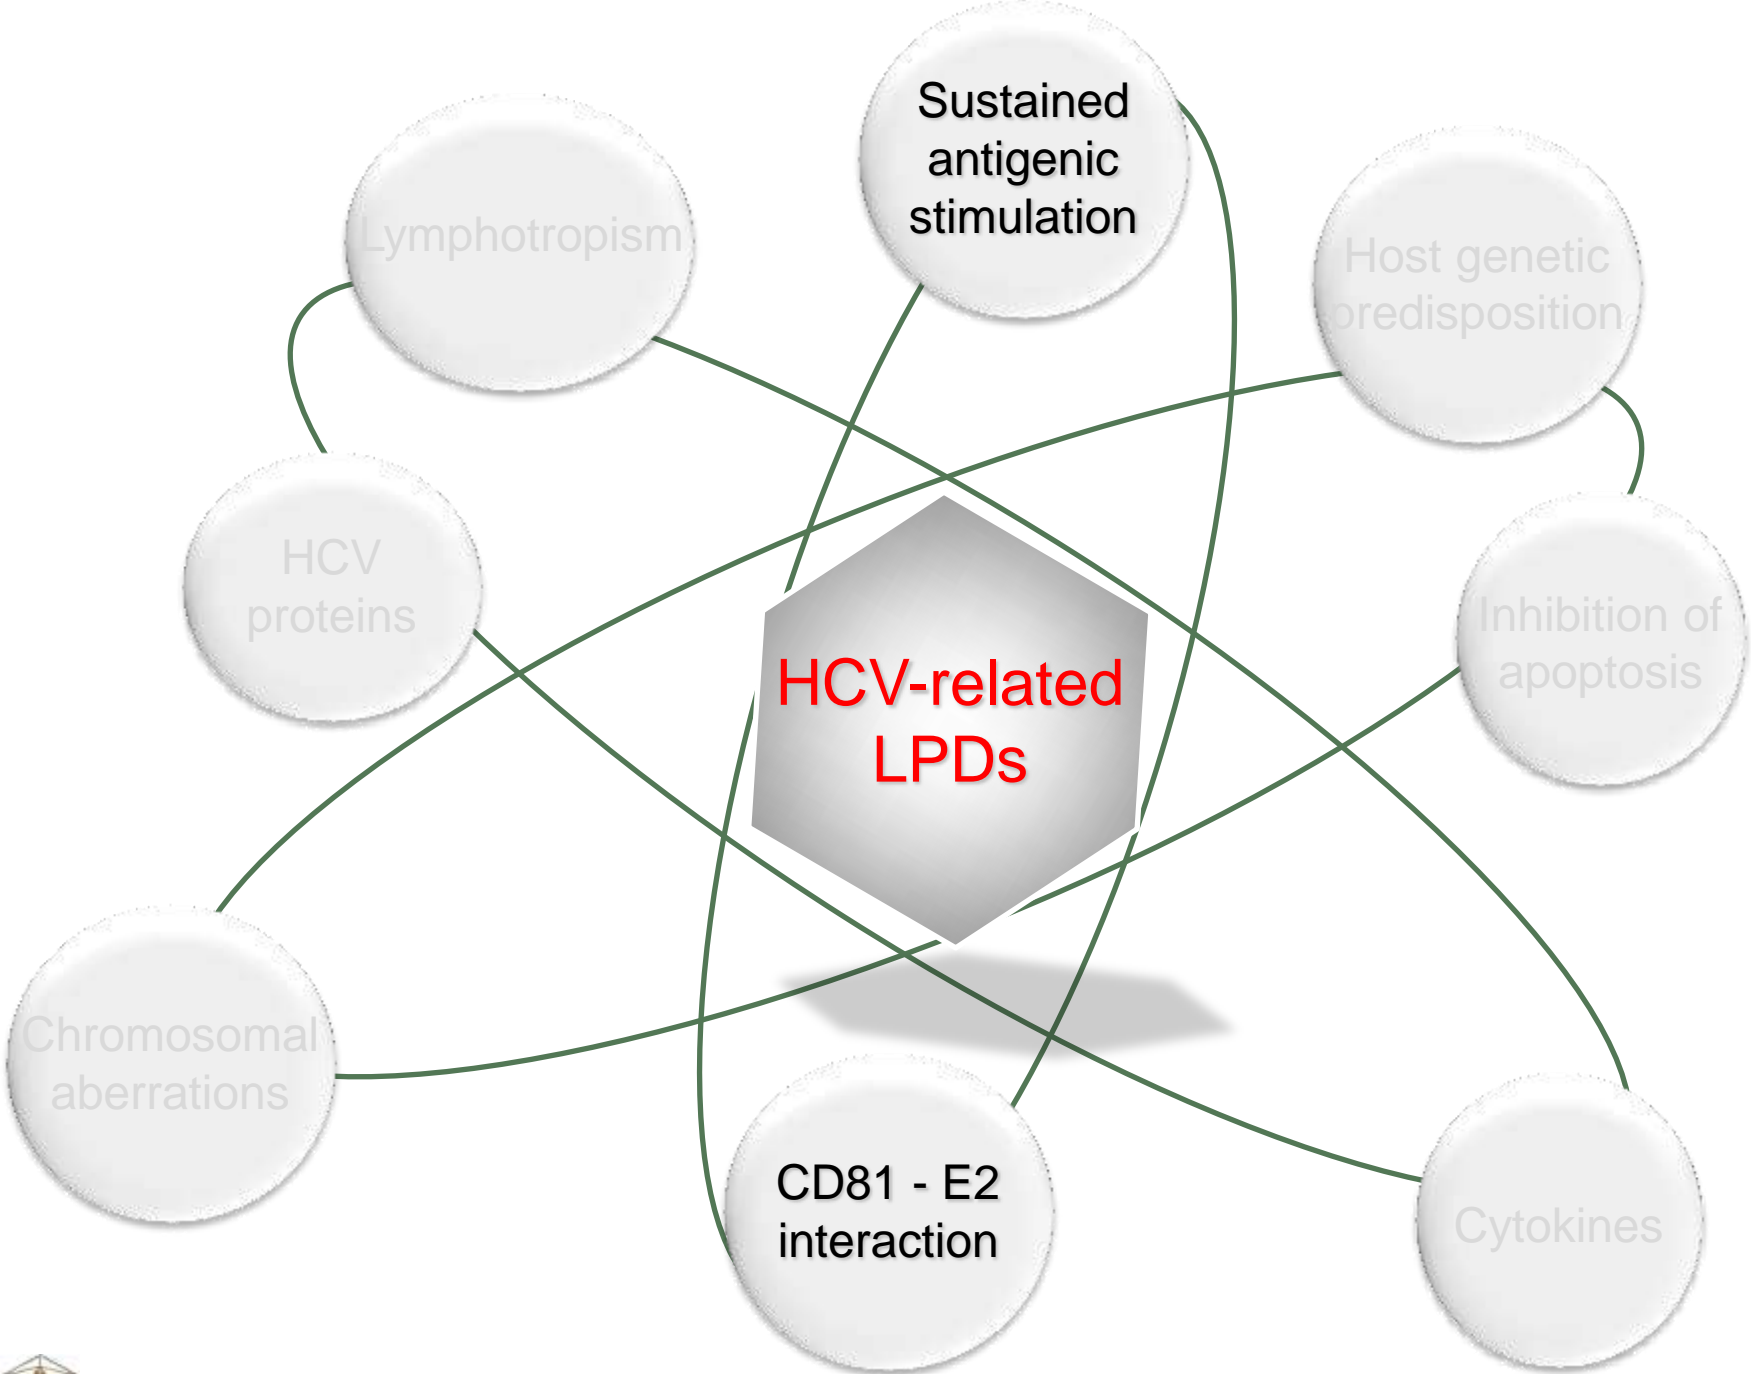 Sustained
antigenic
stimulation
Lymphotropism
Host genetic
predisposition
HCV
proteins
Inhibition of
apoptosis
HCV-related
LPDs
Chromosomal
aberrations
CD81 - E2
interaction
Cytokines